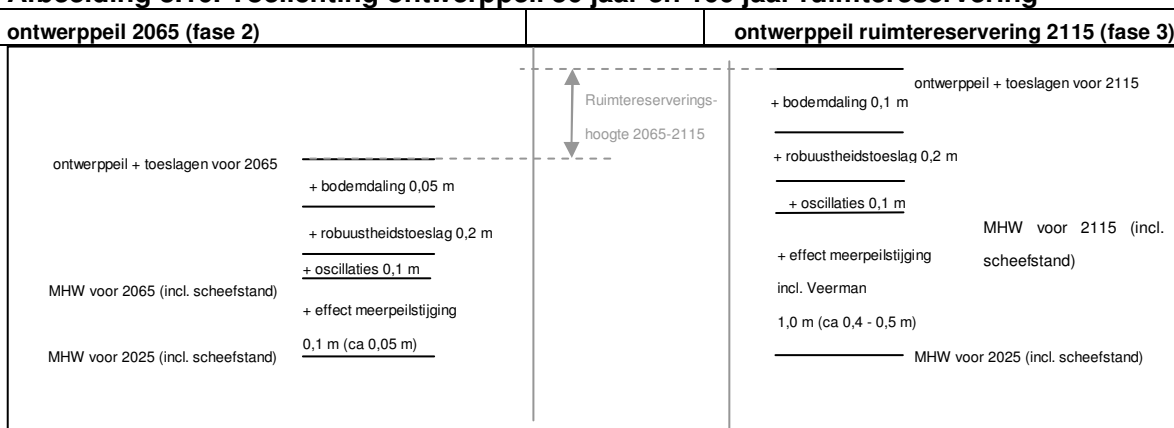 ontwerppeil 2065 (fase 2)
ontwerppeil ruimtereservering 2115 (fase 3)
ontwerppeil + toeslagen voor 2065
+ bodemdaling 0,05 m
+ robuustheidstoeslag 0,2 m
+ oscillaties 0,1 m
MHW voor 2065 (incl. scheefstand)
+ effect meerpeilstijging
0,1 m (ca 0,05 m)
MHW voor 2025 (incl. scheefstand)
Ruimtereserverings-
hoogte 2065-2115
ontwerppeil + toeslagen voor 2115
+ bodemdaling 0,1 m
+ robuustheidstoeslag 0,2 m
+ oscillaties 0,1 m
MHW voor 2115 (incl.
scheefstand)
+ effect meerpeilstijging
incl. Veerman
1,0 m (ca 0,4 - 0,5 m)
MHW voor 2025 (incl. scheefstand)